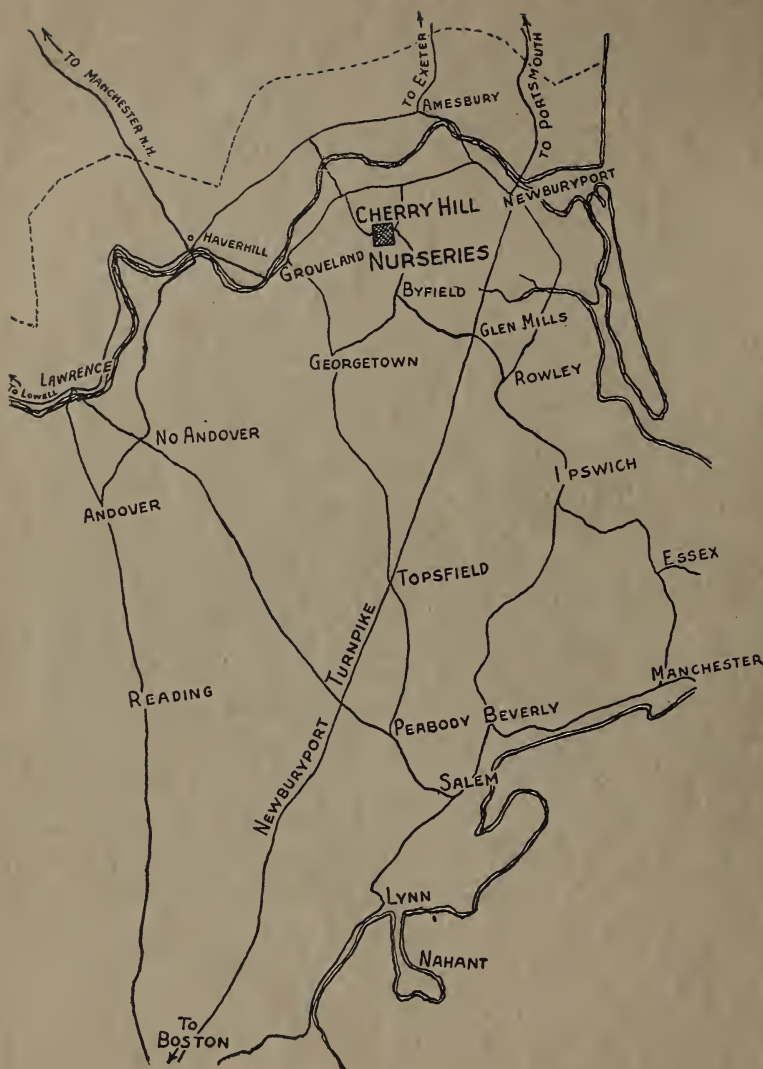 TO MANCHESTER N.H.
TO EXETER
TO PORTSMOUTH
AMESBURY
NEWBURYPORT
CHERRY HILL
NURSERIES
HAVERHILL
GROVELAND
BYFIELD
GLEN MILLS
GEORGETOWN
ROWLEY
LAWRENCE
TO LOWELL
NO ANDOVER
IPSWICH
ANDOVER
ESSEX
TOPSFIELD
NEWBURYPORT TURNPIKE
MANCHESTER
READING
PEABODY
BEVERLY
SALEM
LYNN
NAHANT
TO
BOSTON